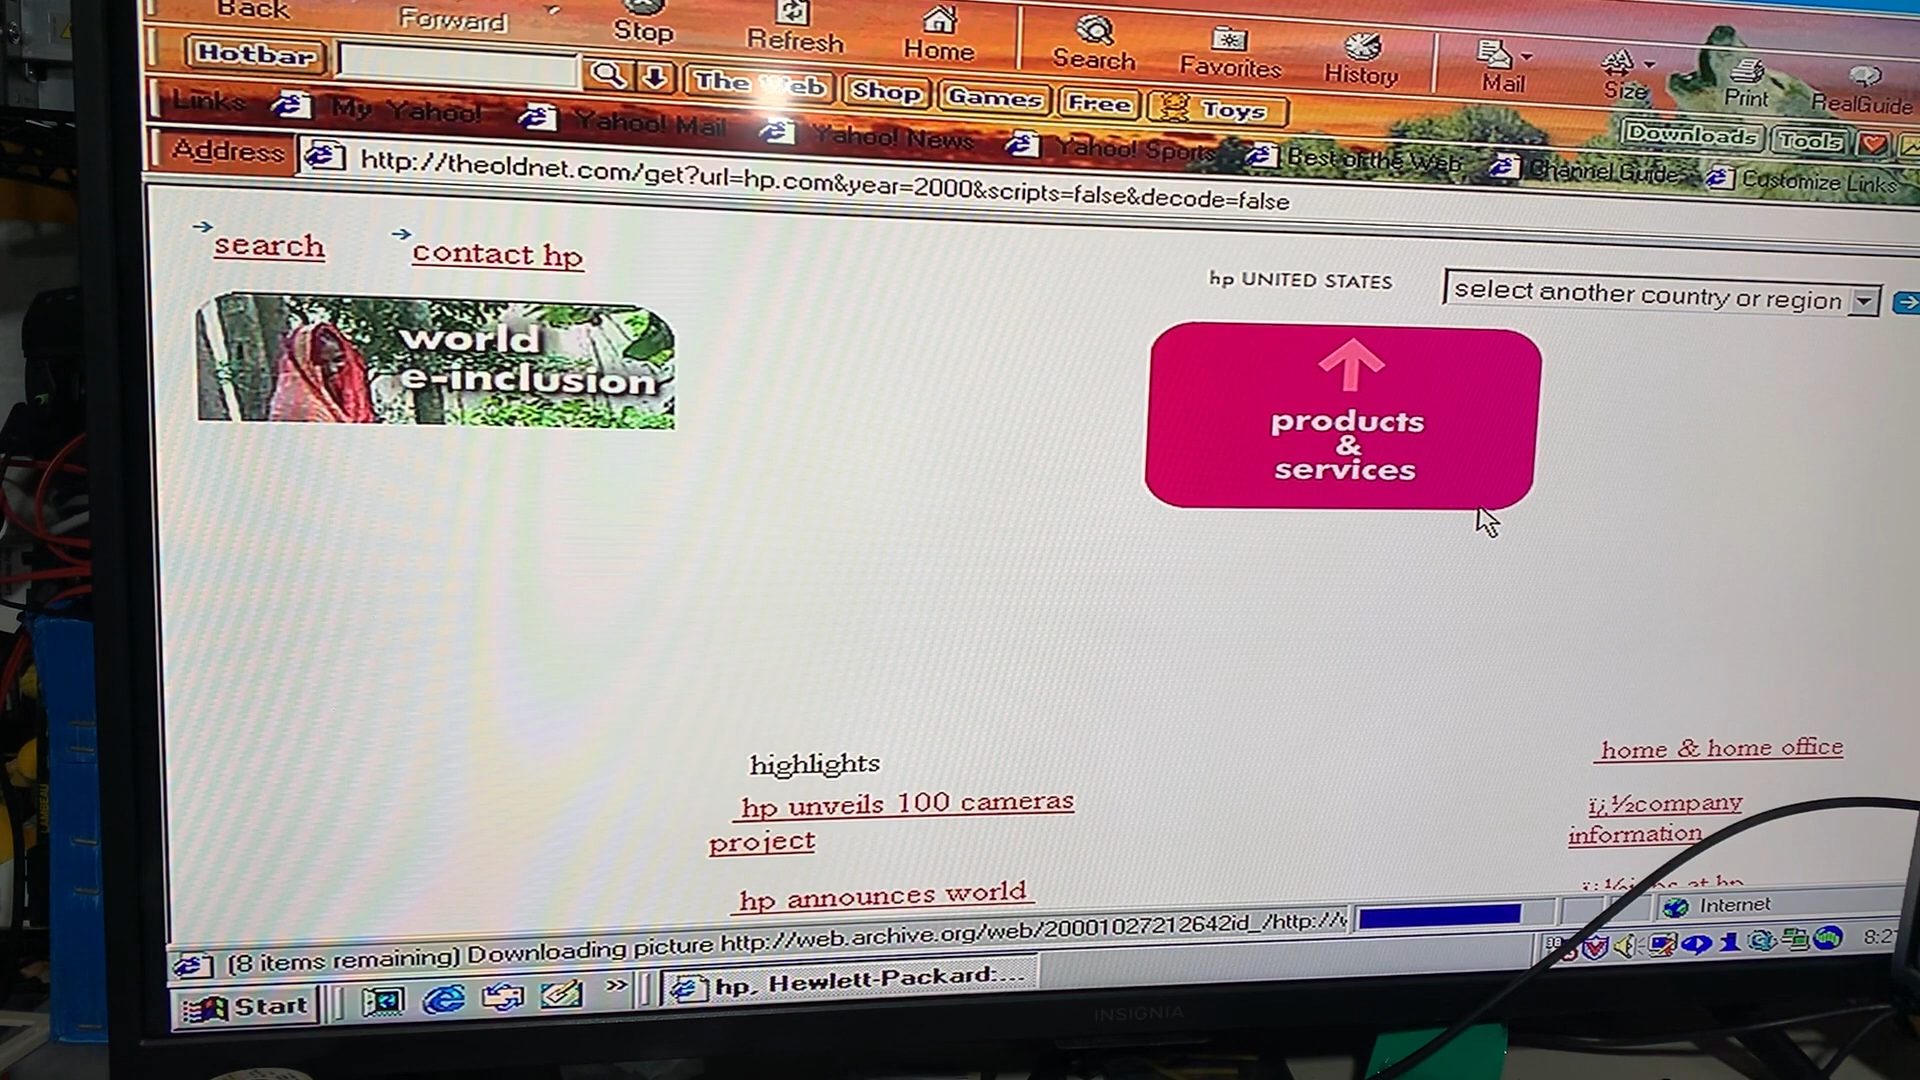 Back Forward Stop Refresh Home Search Favorites History Mail Size Print RealGuide
Hotbar The Web Shop Games Free Toys Downloads Tools
Links My Yahoo! Yahoo! Mail Yahoo! News Yahoo! Sports Best of the Web Channel Guide Customize Links
Address http://theoldnet.com/get?url=hp.com&year=2000&scripts=false&decode=false
search contact hp
hp UNITED STATES select another country or region
world
e-inclusion
products
&
services
highlights
hp unveils 100 cameras
project
hp announces world
home & home office
ï¿½company
information
(8 items remaining) Downloading picture http://web.archive.org/web/20001027212642id_/http://
Internet
Start hp, Hewlett-Packard:...
INSIGNIA
LAMBEAU